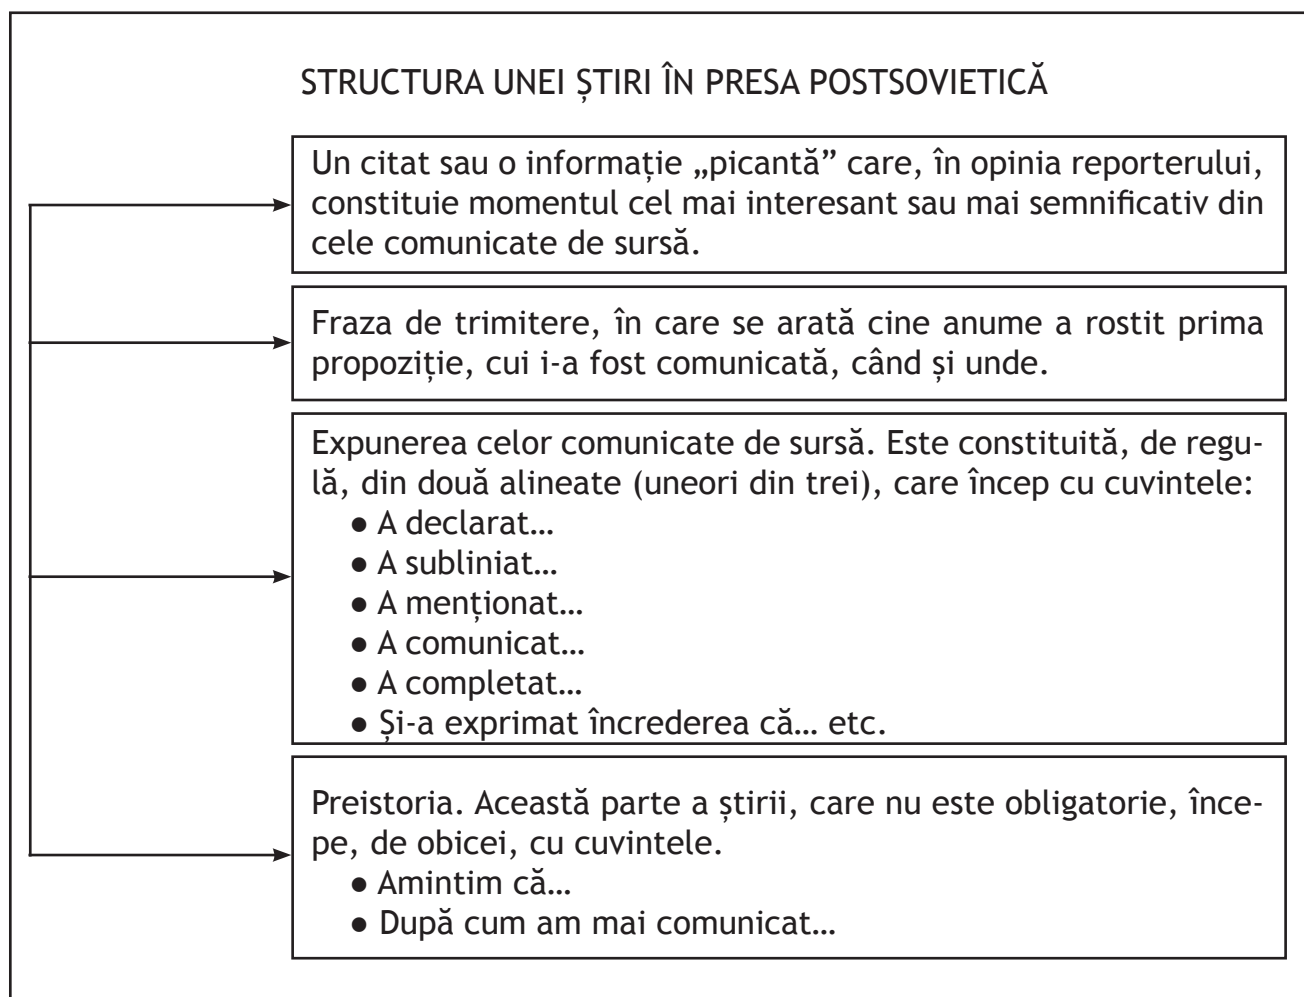 STRUCTURA UNEI ȘTIRI ÎN PRESA POSTSOVIETICĂ
Un citat sau o informație „picantă” care, în opinia reporterului,
constituie momentul cel mai interesant sau mai semnificativ din
cele comunicate de sursă.
Fraza de trimitere, în care se arată cine anume a rostit prima
propoziție, cui i-a fost comunicată, când și unde.
Expunerea celor comunicate de sursă. Este constituită, de regu-
lă, din două alineate (uneori din trei), care încep cu cuvintele:
● A declarat…
● A subliniat…
● A menționat…
● A comunicat…
● A completat…
● Și-a exprimat încrederea că… etc.
Preistoria. Această parte a știrii, care nu este obligatorie, înce-
pe, de obicei, cu cuvintele.
● Amintim că…
● După cum am mai comunicat…